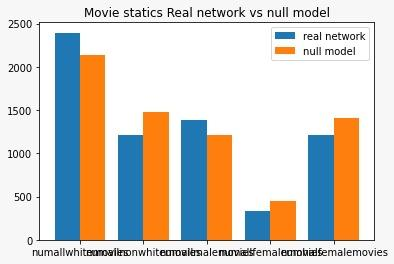 Movie statics Real network vs null model
real network
null model
2500
2000
1500
1000
500
0
numallwhitemovies